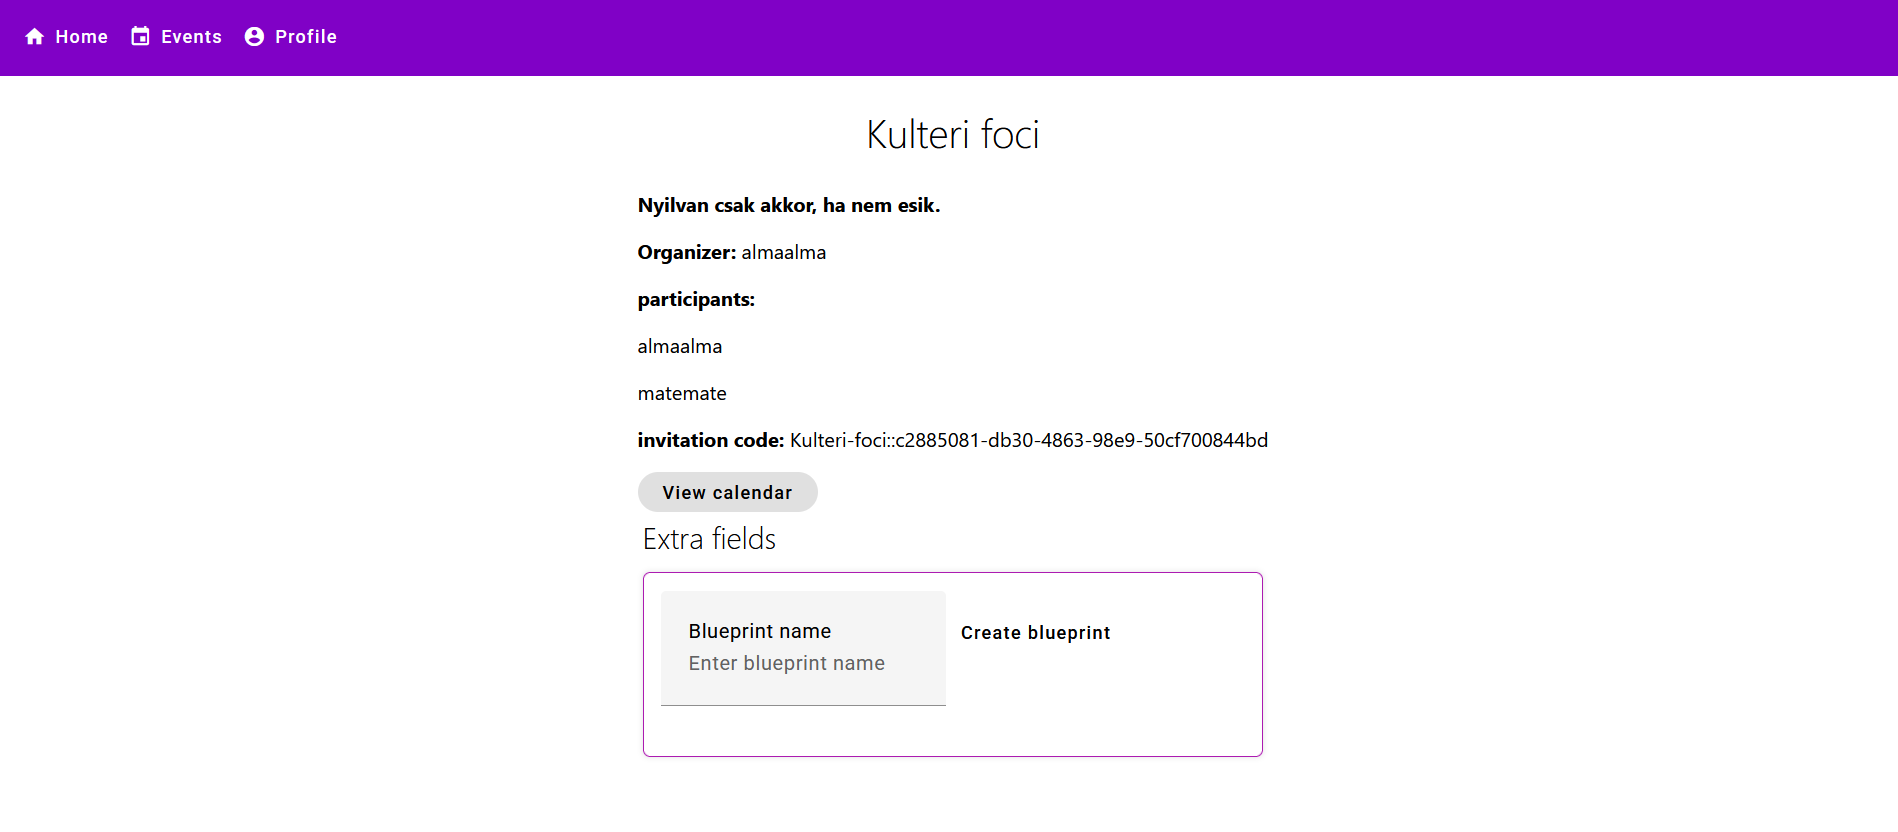 Home Events Profile
Kulteri foci
Nyilvan csak akkor, ha nem esik.
Organizer: almaalma
participants:
almaalma
matemate
invitation code: Kulteri-foci::c2885081-db30-4863-98e9-50cf700844bd
View calendar
Extra fields
Blueprint name
Enter blueprint name
Create blueprint